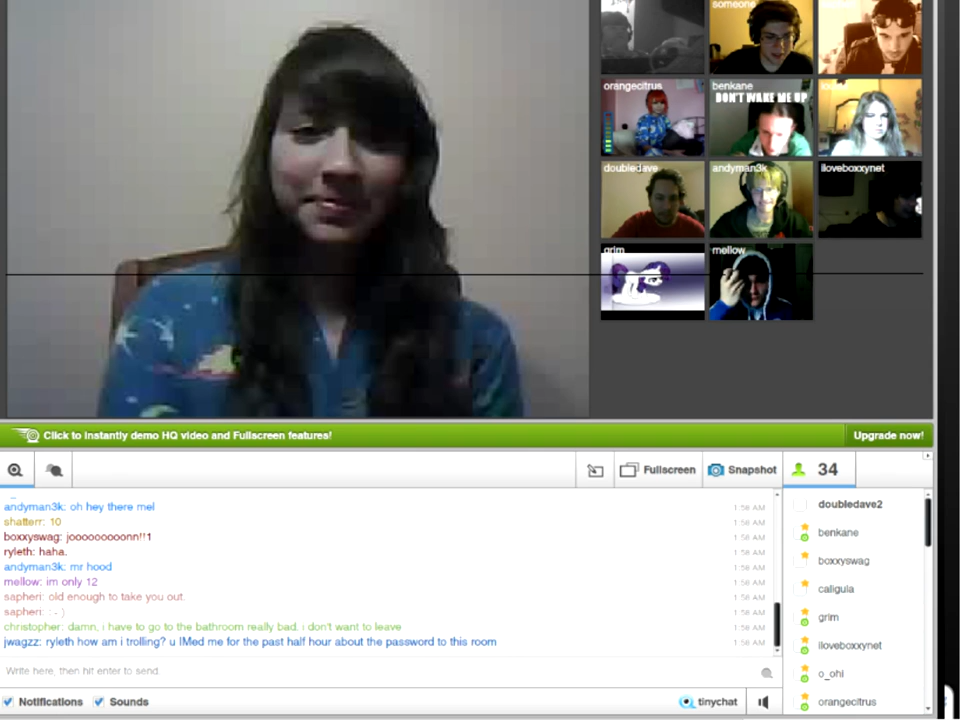 someone
orangecitrus
benkane
DON'T WAKE ME UP
doubledave
andyman3k
iloveboxxynet
grim
mellow
Click to instantly demo HQ video and Fullscreen features!
Upgrade now!
Fullscreen
Snapshot
34
andyman3k: oh hey there mel
1:58 AM
shatterr: 10
1:58 AM
boxxyswag: jooooooooonn!!1
1:58 AM
ryleth: haha.
1:58 AM
andyman3k: mr hood
1:58 AM
mellow: im only 12
1:58 AM
sapheri: old enough to take you out.
1:58 AM
sapheri: : - )
1:58 AM
christopher: damn, i have to go to the bathroom really bad. i don't want to leave
1:58 AM
jwagzz: ryleth how am i trolling? u IMed me for the past half hour about the password to this room
1:58 AM
doubledave2
benkane
boxxyswag
caligula
grim
iloveboxxynet
o_ohi
orangecitrus
Write here, then hit enter to send.
Notifications
Sounds
tinychat